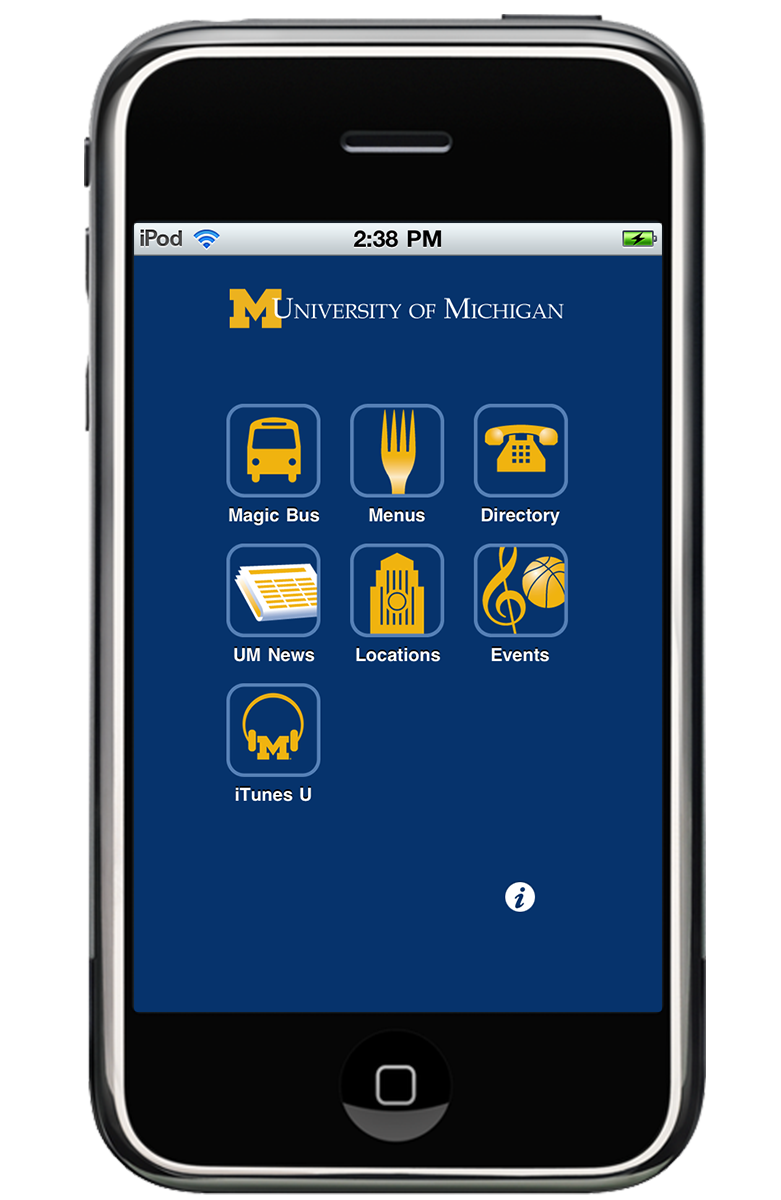 iPod 2:38 PM
M UNIVERSITY OF MICHIGAN
Magic Bus Menus Directory
UM News Locations Events
M
iTunes U
i